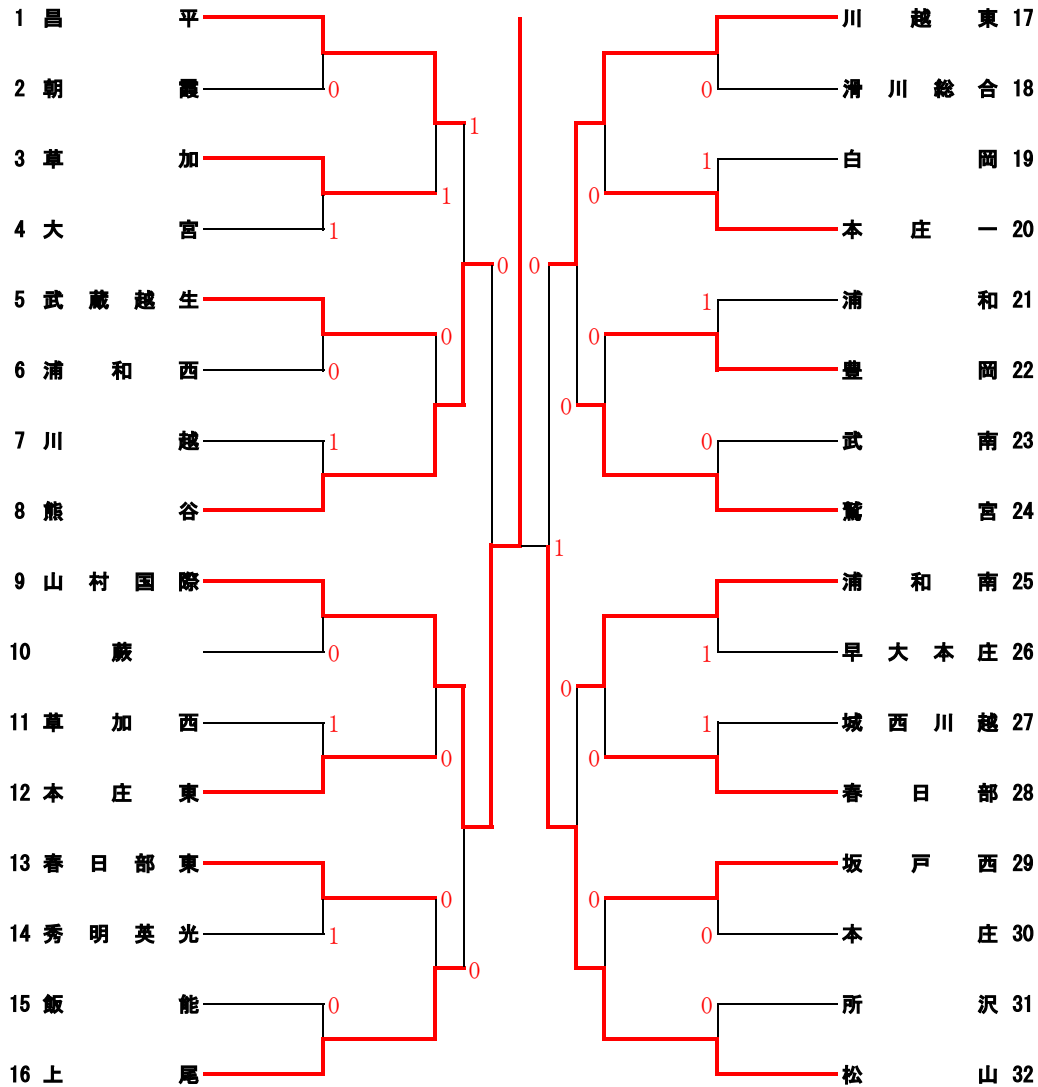 1 昌平
川越東 17
2 朝霞 0
0 滑川総合 18
1
3 草加
1 白岡 19
1
0
4 大宮 1
本庄一 20
0 0
5 武蔵越生
1 浦和 21
0
0
6 浦和西 0
豊岡 22
0
7 川越 1
0 武南 23
8 熊谷
鷲宮 24
1
9 山村国際
浦和南 25
10 蕨 0
1 早大本庄 26
0
11 草加西 1
1 城西川越 27
0
0
12 本庄東
春日部 28
13 春日部東
坂戸西 29
0
0
14 秀明英光 1
0 本庄 30
0
15 飯能 0
0 所沢 31
16 上尾
松山 32